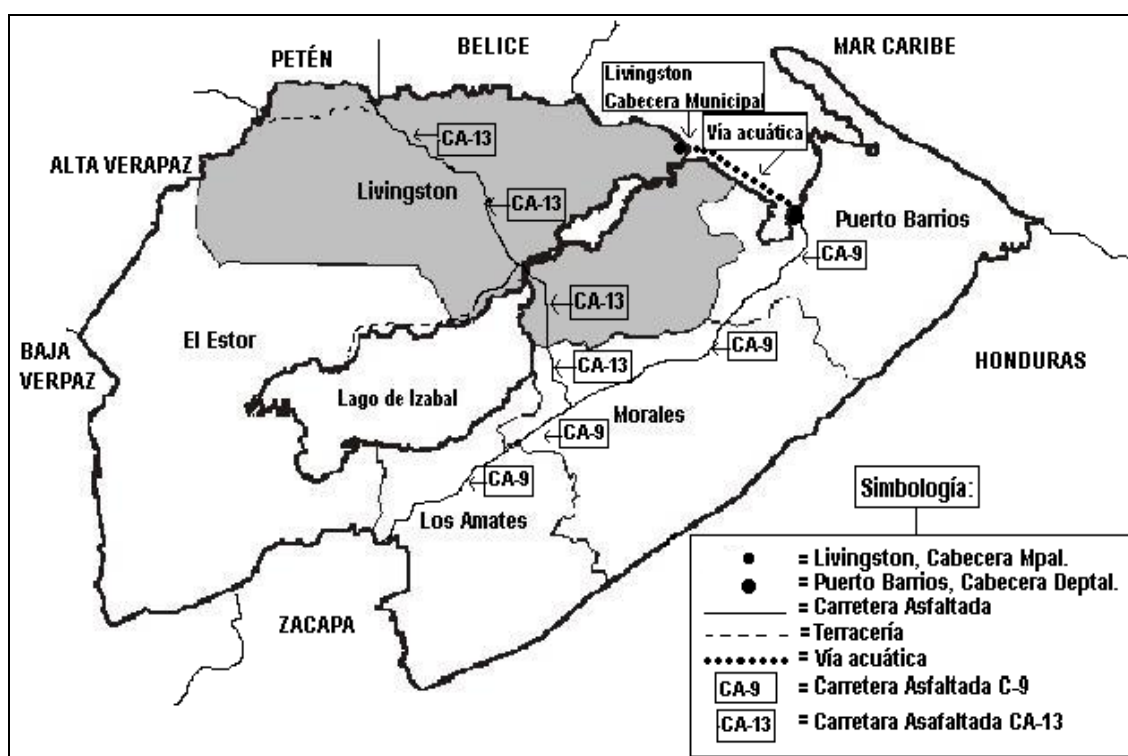 BELICE
MAR CARIBE
PETÉN
Livingston
Cabecera Municipal
Vía acuática
CA-13
ALTA VERAPAZ
Livingston
CA-13
Puerto Barrios
CA-9
CA-13
El Estor
CA-9
BAJA
VERPAZ
HONDURAS
CA-13
Lago de Izabal
Morales
CA-9
CA-9
Los Amates
Simbología:
ZACAPA
= Livingston, Cabecera Mpal.
= Puerto Barrios, Cabecera Deptal.
= Carretera Asfaltada
= Terracería
= Vía acuática
CA-9 = Carretera Asfaltada C-9
CA-13 = Carretara Asafaltada CA-13